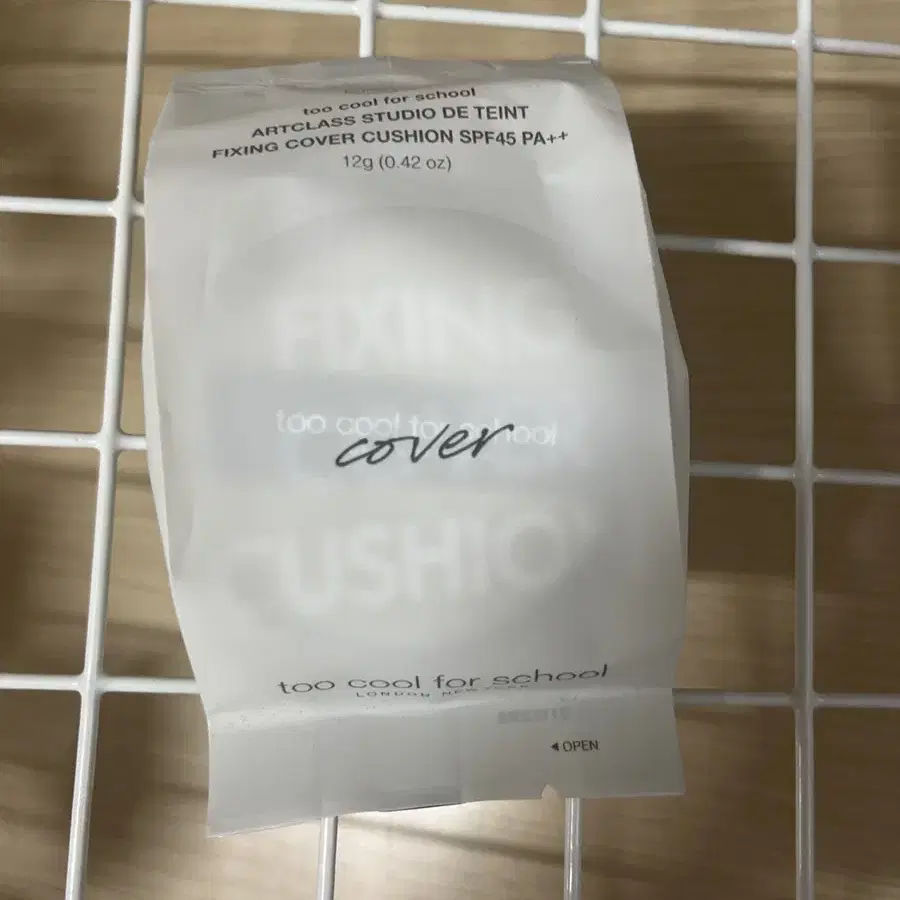 too cool for school
ARTCLASS STUDIO DE TEINT
FIXING COVER CUSHION SPF45 PA++
12g (0.42 oz)
FIXING
too cool for school
cover
CUSHION
too cool for school
LONDON NEW YORK
◀ OPEN